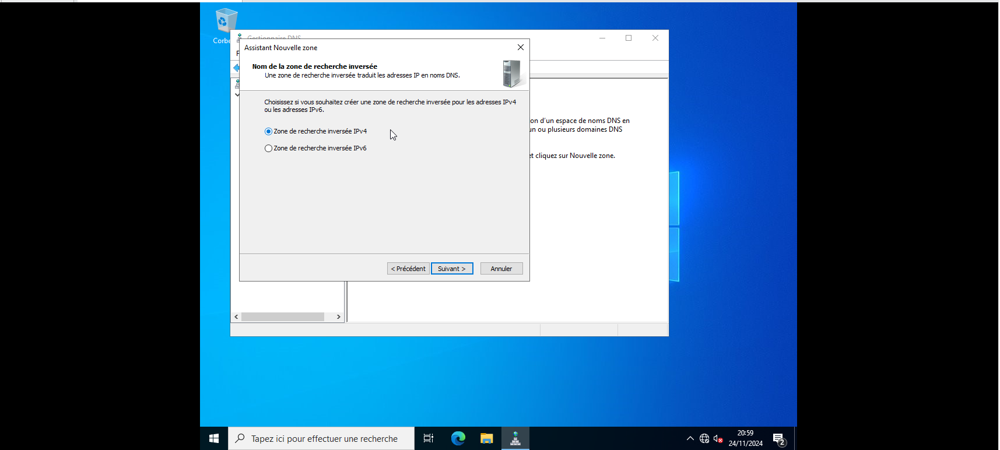 Corbe
Gestionnaire DNS
Assistant Nouvelle zone
F
Nom de la zone de recherche inversée
Une zone de recherche inversée traduit les adresses IP en noms DNS.
Choisissez si vous souhaitez créer une zone de recherche inversée pour les adresses IPv4
ou les adresses IPv6.
Zone de recherche inversée IPv4
Zone de recherche inversée IPv6
on d'un espace de noms DNS en
un ou plusieurs domaines DNS
et cliquez sur Nouvelle zone.
< Précédent
Suivant >
Annuler
Tapez ici pour effectuer une recherche
20:59
24/11/2024
2